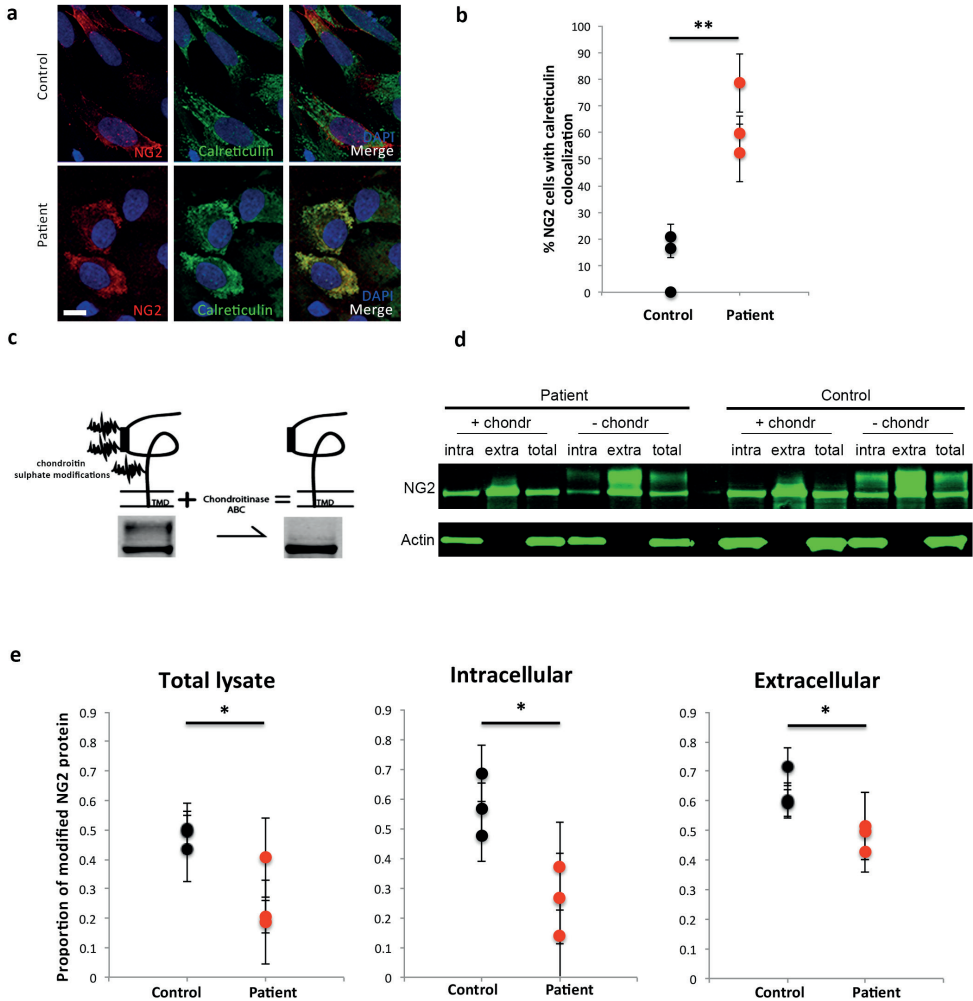 a
Control
NG2
Calreticulin
DAPI
Merge
Patient
NG2
Calreticulin
DAPI
Merge
b
**
% NG2 cells with calreticulin
colocalization
100
90
80
70
60
50
40
30
20
10
0
Control Patient
c
chondroitin
sulphate modifications
TMD
+
Chondroitinase
ABC
=
TMD
d
Patient Control
+ chondr - chondr + chondr - chondr
intra extra total intra extra total intra extra total intra extra total
NG2
Actin
e
Proportion of modified NG2 protein
Total lysate
*
0.9
0.8
0.7
0.6
0.5
0.4
0.3
0.2
0.1
0
Control Patient
Intracellular
*
0.9
0.8
0.7
0.6
0.5
0.4
0.3
0.2
0.1
0
Control Patient
Extracellular
*
0.9
0.8
0.7
0.6
0.5
0.4
0.3
0.2
0.1
0
Control Patient